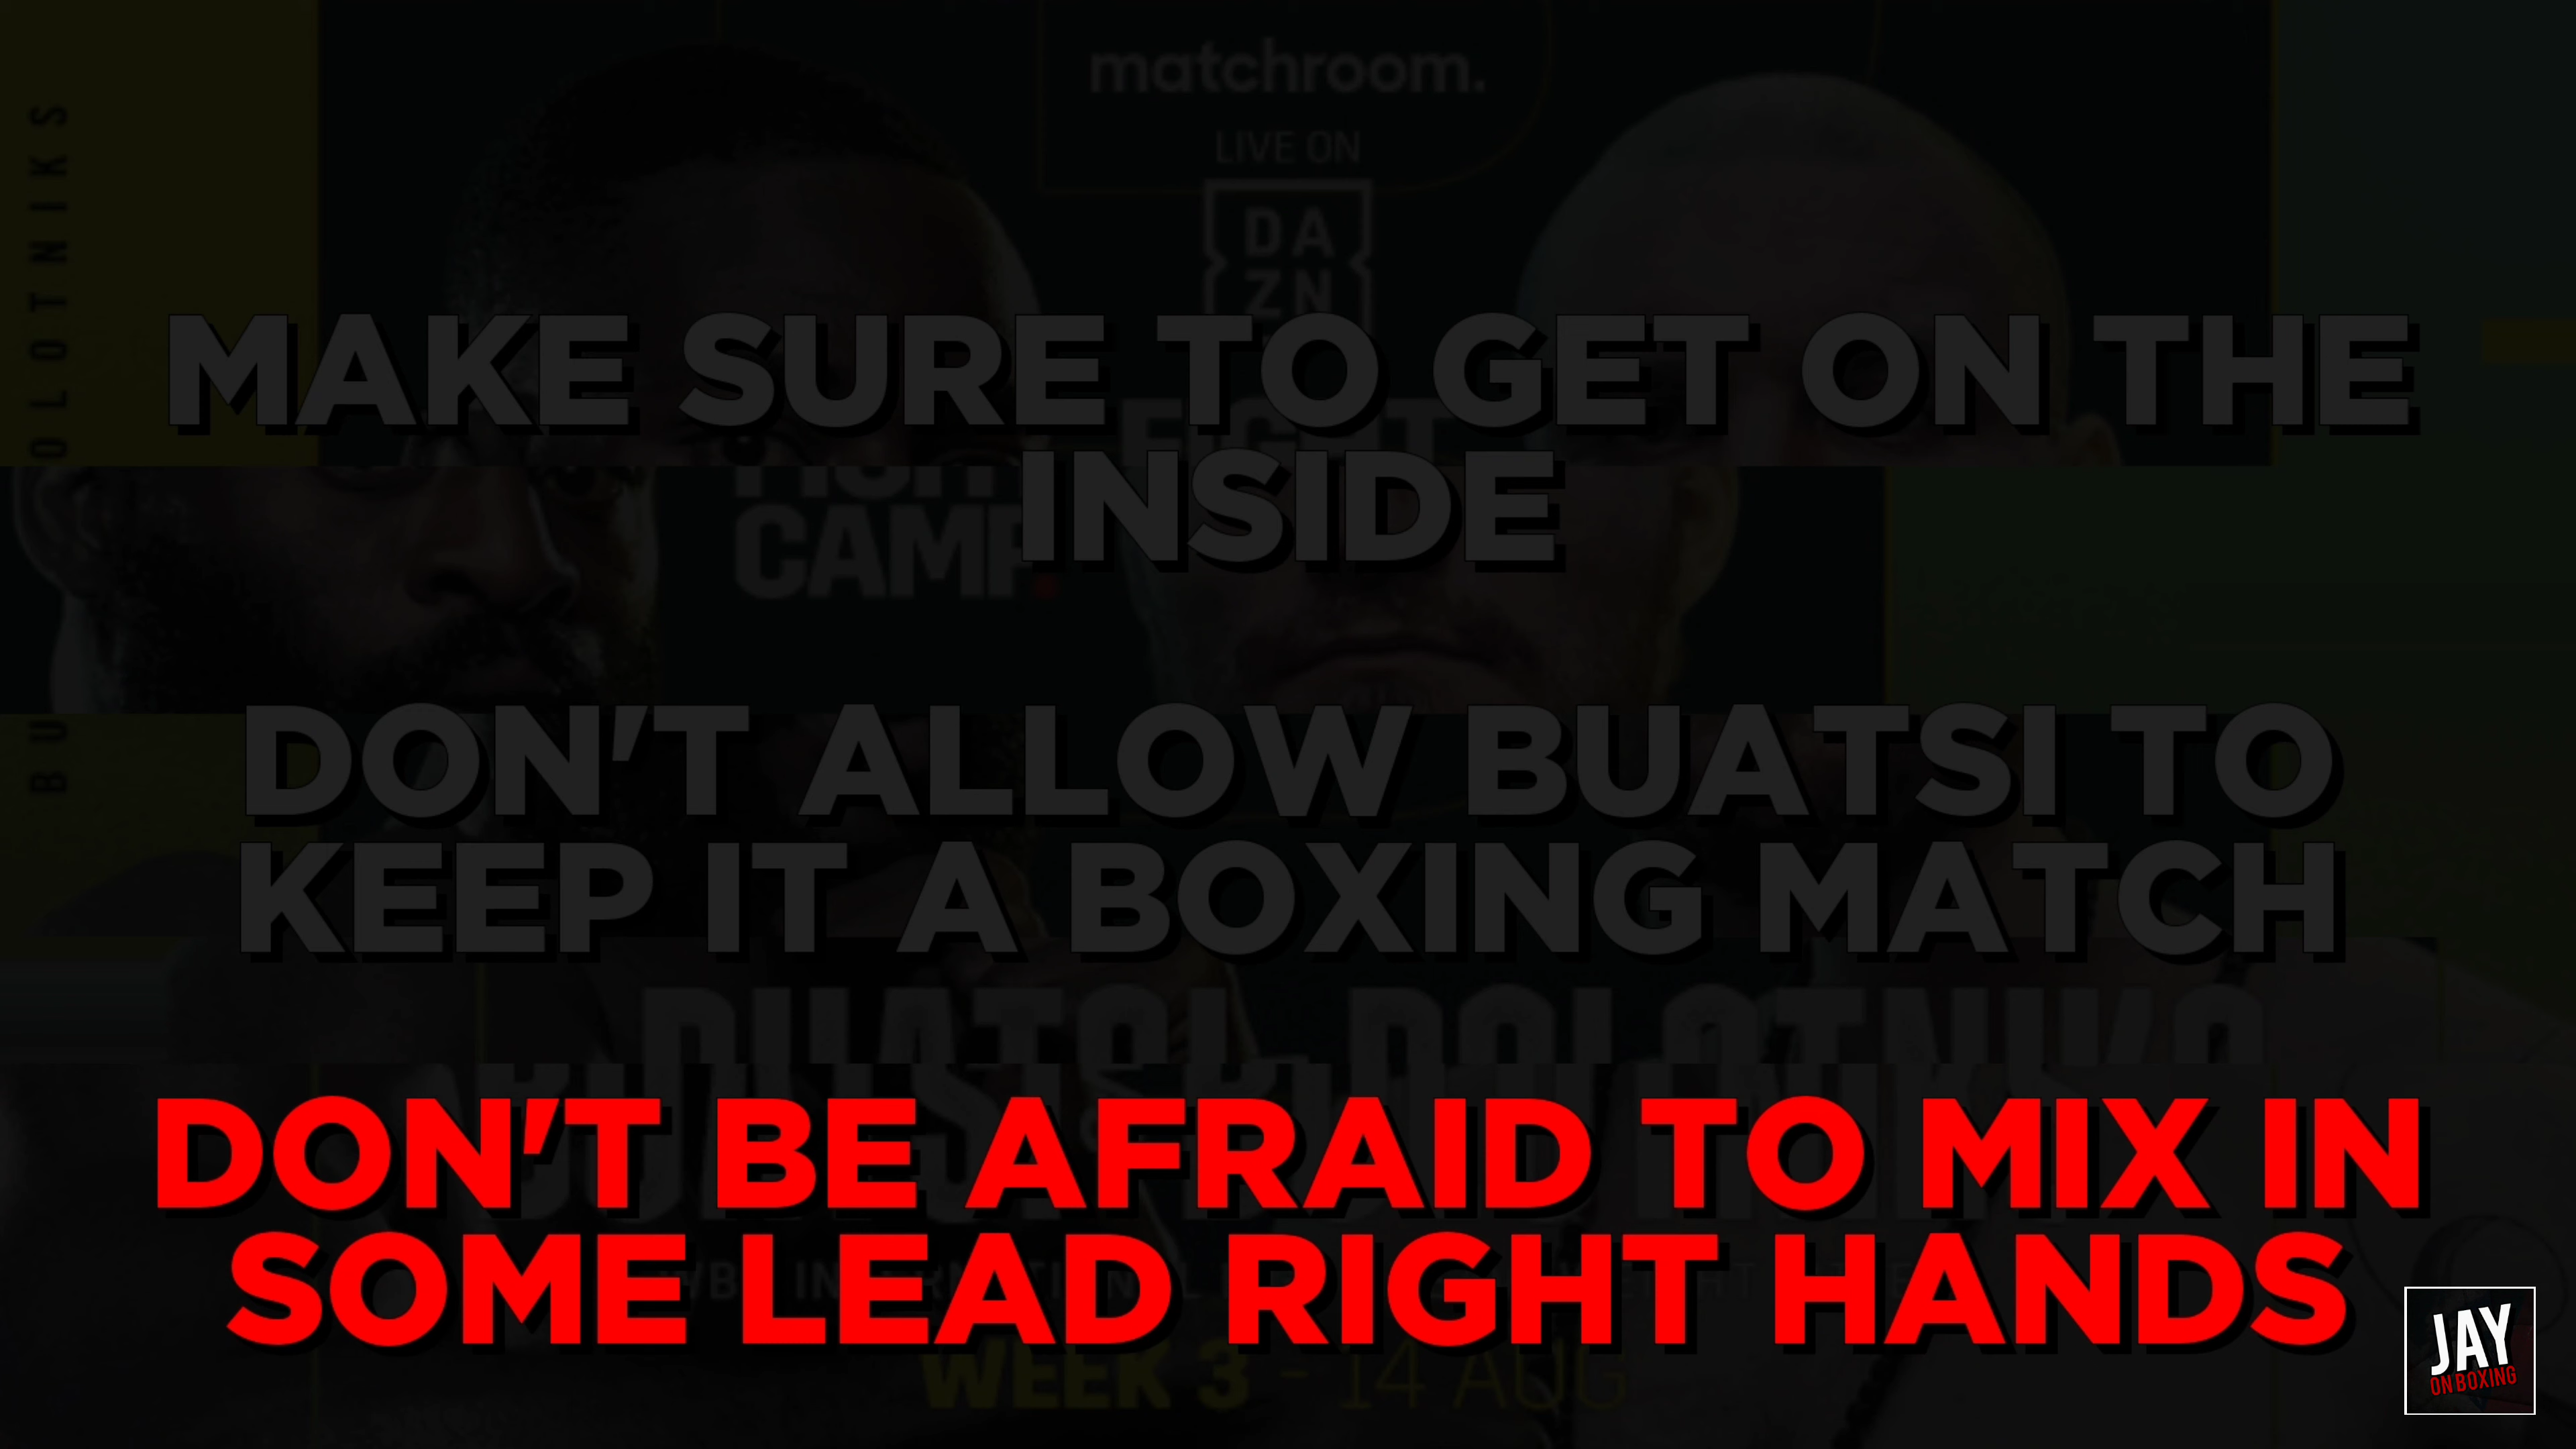 matchroom.
LIVE ON
DA
ZN
MAKE SURE TO GET ON THE
INSIDE
FIGHT
CAMP.
DON'T ALLOW BUATSI TO
KEEP IT A BOXING MATCH
DON'T BE AFRAID TO MIX IN
SOME LEAD RIGHT HANDS
WEEK 3 - 14 AUG
JAY
ON BOXING